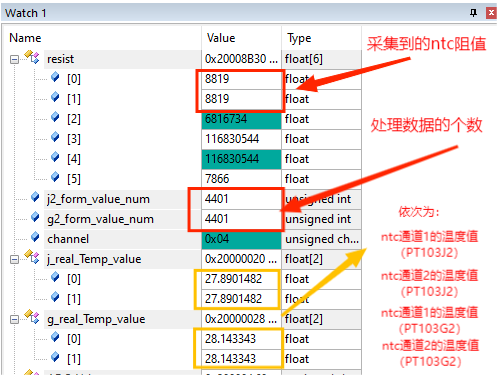 Watch 1
Name Value Type
resist 0x20008B30 ... float[6]
[0] 8819 float
[1] 8819 float
[2] 6816734 float
[3] 116830544 float
[4] 116830544 float
[5] 7866 float
j2_form_value_num 4401 unsigned int
g2_form_value_num 4401 unsigned int
channel 0x04 unsigned ch...
j_real_Temp_value 0x20000020 ... float[2]
[0] 27.8901482 float
[1] 27.8901482 float
g_real_Temp_value 0x20000028 ... float[2]
[0] 28.143343 float
[1] 28.143343 float
采集到的ntc阻值
处理数据的个数
依次为:
ntc通道1的温度值
(PT103J2)
ntc通道2的温度值
(PT103J2)
ntc通道1的温度值
(PT103G2)
ntc通道2的温度值
(PT103G2)